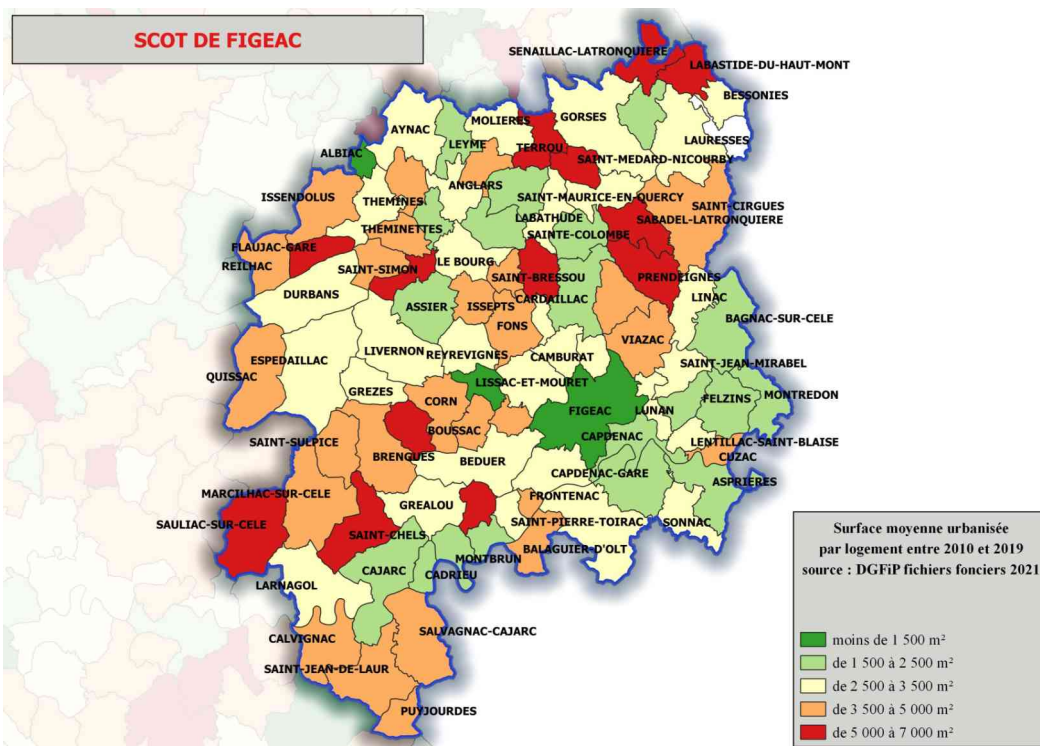 SCOT DE FIGEAC
SENAILLAC-LATRONQUIERE
LABASTIDE-DU-HAUT-MONT
BESSONIES
GORSES
MOLIERES
AYNAC
LAURESSES
LEYME
TERROU
ALBIAC
SAINT-MEDARD-NICOURBY
ANGLARS
ISSENDOLUS
SAINT-MAURICE-EN-QUERCY
THEMINES
SAINT-CIRGUES
LABATHUDE
SABADEL-LATRONQUIERE
THEMINETTES
SAINTE-COLOMBE
FLAUJAC-GARE
LE BOURG
REILHAC
SAINT-SIMON
SAINT-BRESSOU
PRENDEIGNES
DURBANS
LINAC
CARDAILLAC
ASSIER
ISSEPTS
BAGNAC-SUR-CELE
FONS
VIAZAC
LIVERNON
REYREVIGNES
CAMBURAT
ESPEDAILLAC
SAINT-JEAN-MIRABEL
QUISSAC
LISSAC-ET-MOURET
GREZES
MONTREDON
FELZINS
CORN
FIGEAC
LUNAN
BOUSSAC
CAPDENAC
SAINT-SULPICE
LENTILLAC-SAINT-BLAISE
BRENGUES
CUZAC
BEDUER
CAPDENAC-GARE
ASPRIERES
MARCILHAC-SUR-CELE
FRONTENAC
GREALOU
SAULIAC-SUR-CELE
SAINT-PIERRE-TOIRAC
SONNAC
SAINT-CHELS
BALAGUIER-D'OLT
MONTBRUN
CAJARC
CADRIEU
LARNAGOL
SALVAGNAC-CAJARC
CALVIGNAC
SAINT-JEAN-DE-LAUR
PUYJOURDES
Surface moyenne urbanisée
par logement entre 2010 et 2019
source : DGFiP fichiers fonciers 2021
moins de 1 500 m²
de 1 500 à 2 500 m²
de 2 500 à 3 500 m²
de 3 500 à 5 000 m²
de 5 000 à 7 000 m²